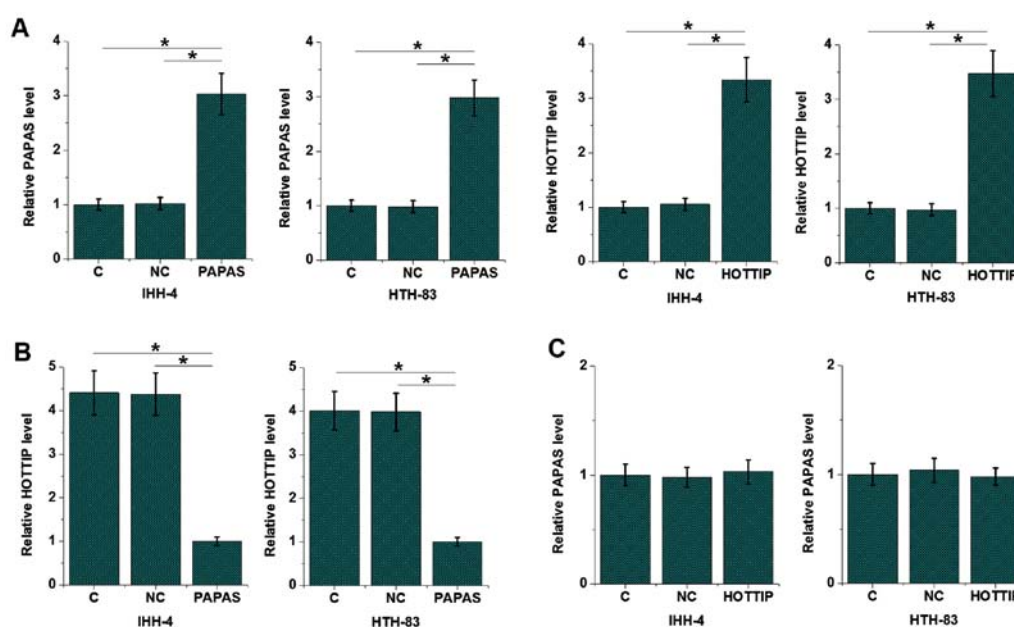 A
Relative PAPAS level
4
3
2
1
0
*
*
C NC PAPAS
IHH-4
Relative PAPAS level
4
3
2
1
0
*
*
C NC PAPAS
HTH-83
Relative HOTTIP level
4
3
2
1
0
*
*
C NC HOTTIP
IHH-4
Relative HOTTIP level
4
3
2
1
0
*
*
C NC HOTTIP
HTH-83
B
Relative HOTTIP level
5
4
3
2
1
0
*
*
C NC PAPAS
IHH-4
Relative HOTTIP level
5
4
3
2
1
0
*
*
C NC PAPAS
HTH-83
C
Relative PAPAS level
2
1
0
C NC HOTTIP
IHH-4
Relative PAPAS level
2
1
0
C NC HOTTIP
HTH-83